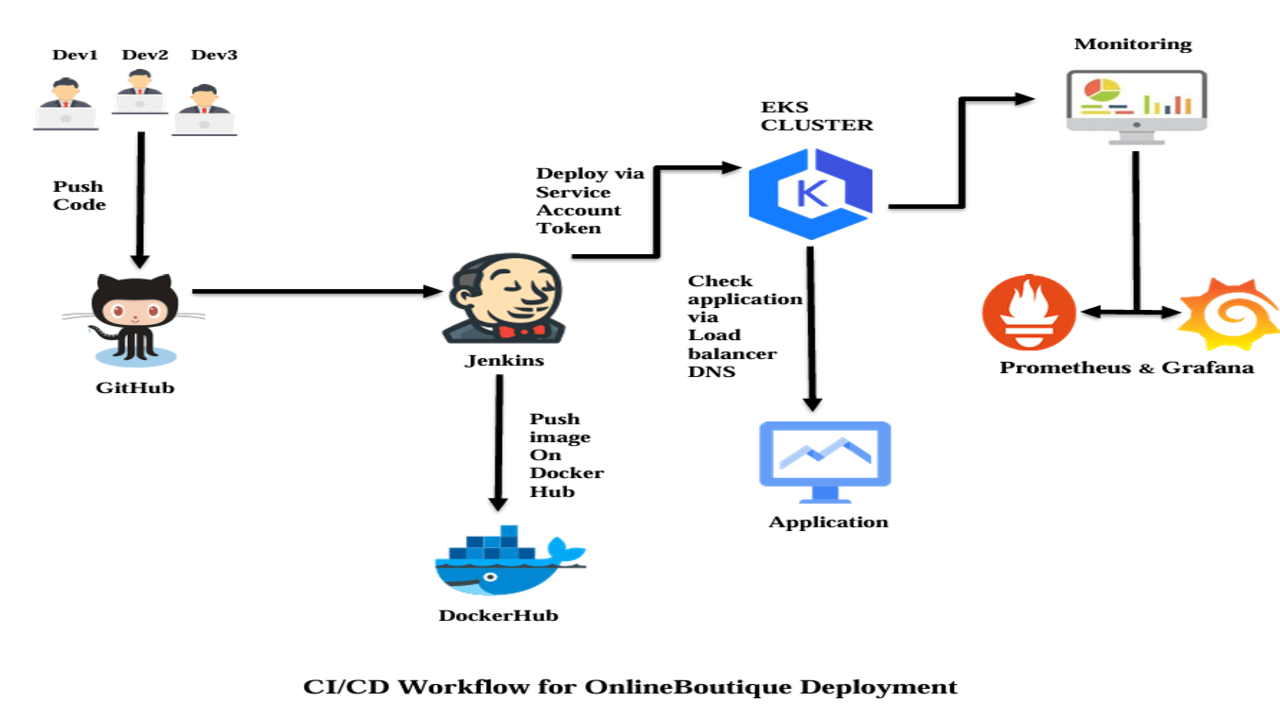 Dev1 Dev2 Dev3
Push
Code
GitHub
Jenkins
Deploy via
Service
Account
Token
Push
image
On
Docker
Hub
DockerHub
EKS
CLUSTER
K
Check
application
via
Load
balancer
DNS
Application
Monitoring
Prometheus & Grafana
CI/CD Workflow for OnlineBoutique Deployment